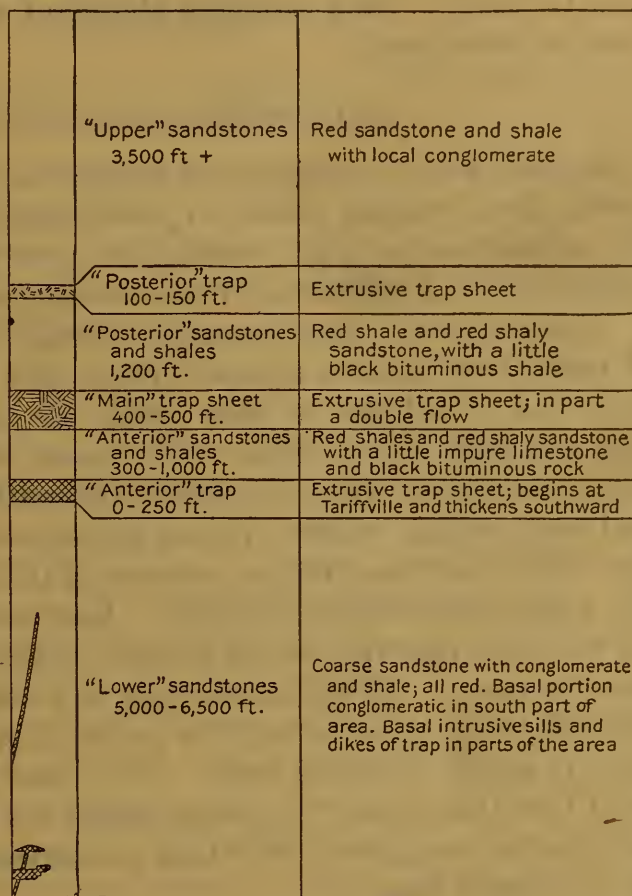 "Upper" sandstones
3,500 ft +
Red sandstone and shale
with local conglomerate
"Posterior" trap
100-150 ft.
Extrusive trap sheet
"Posterior" sandstones
and shales
1,200 ft.
Red shale and red shaly
sandstone, with a little
black bituminous shale
"Main" trap sheet
400-500 ft.
Extrusive trap sheet; in part
a double flow
"Anterior" sandstones
and shales
300-1,000 ft.
Red shales and red shaly sandstone
with a little impure limestone
and black bituminous rock
"Anterior" trap
0-250 ft.
Extrusive trap sheet; begins at
Tariffville and thickens southward
"Lower" sandstones
5,000-6,500 ft.
Coarse sandstone with conglomerate
and shale; all red. Basal portion
conglomeratic in south part of
area. Basal intrusive sills and
dikes of trap in parts of the area